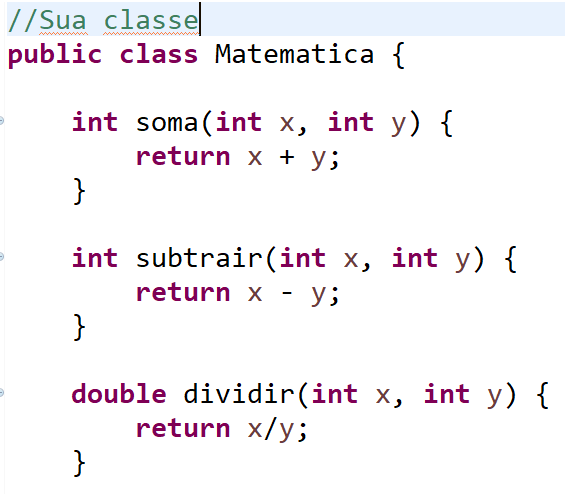 //Sua classe
public class Matematica {
int soma(int x, int y) {
return x + y;
}
int subtrair(int x, int y) {
return x - y;
}
double dividir(int x, int y) {
return x/y;
}